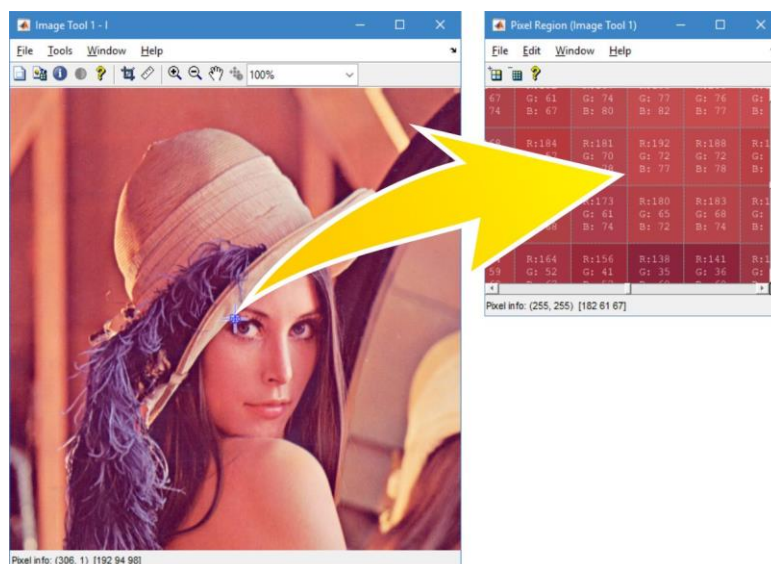 Image Tool 1 - I
File Tools Window Help
100%
Pixel info: (306, 1) [192 94 98]
Pixel Region (Image Tool 1)
File Edit Window Help
67 G: 61 G: 74 G: 77 G: 76 G:
74 B: 67 B: 80 B: 82 B: 77 B:
R:184 R:181 R:192 R:188 R:1
G: 70 G: 72 G: 72 G:
B: 77 B: 78 B:
R:173 R:180 R:183 R:1
G: 61 G: 65 G: 68 G:
B: 74 B: 72 B: 74 B:
R:164 R:156 R:138 R:141 R:1
59 G: 52 G: 41 G: 35 G: 36 G:
Pixel info: (255, 255) [182 61 67]